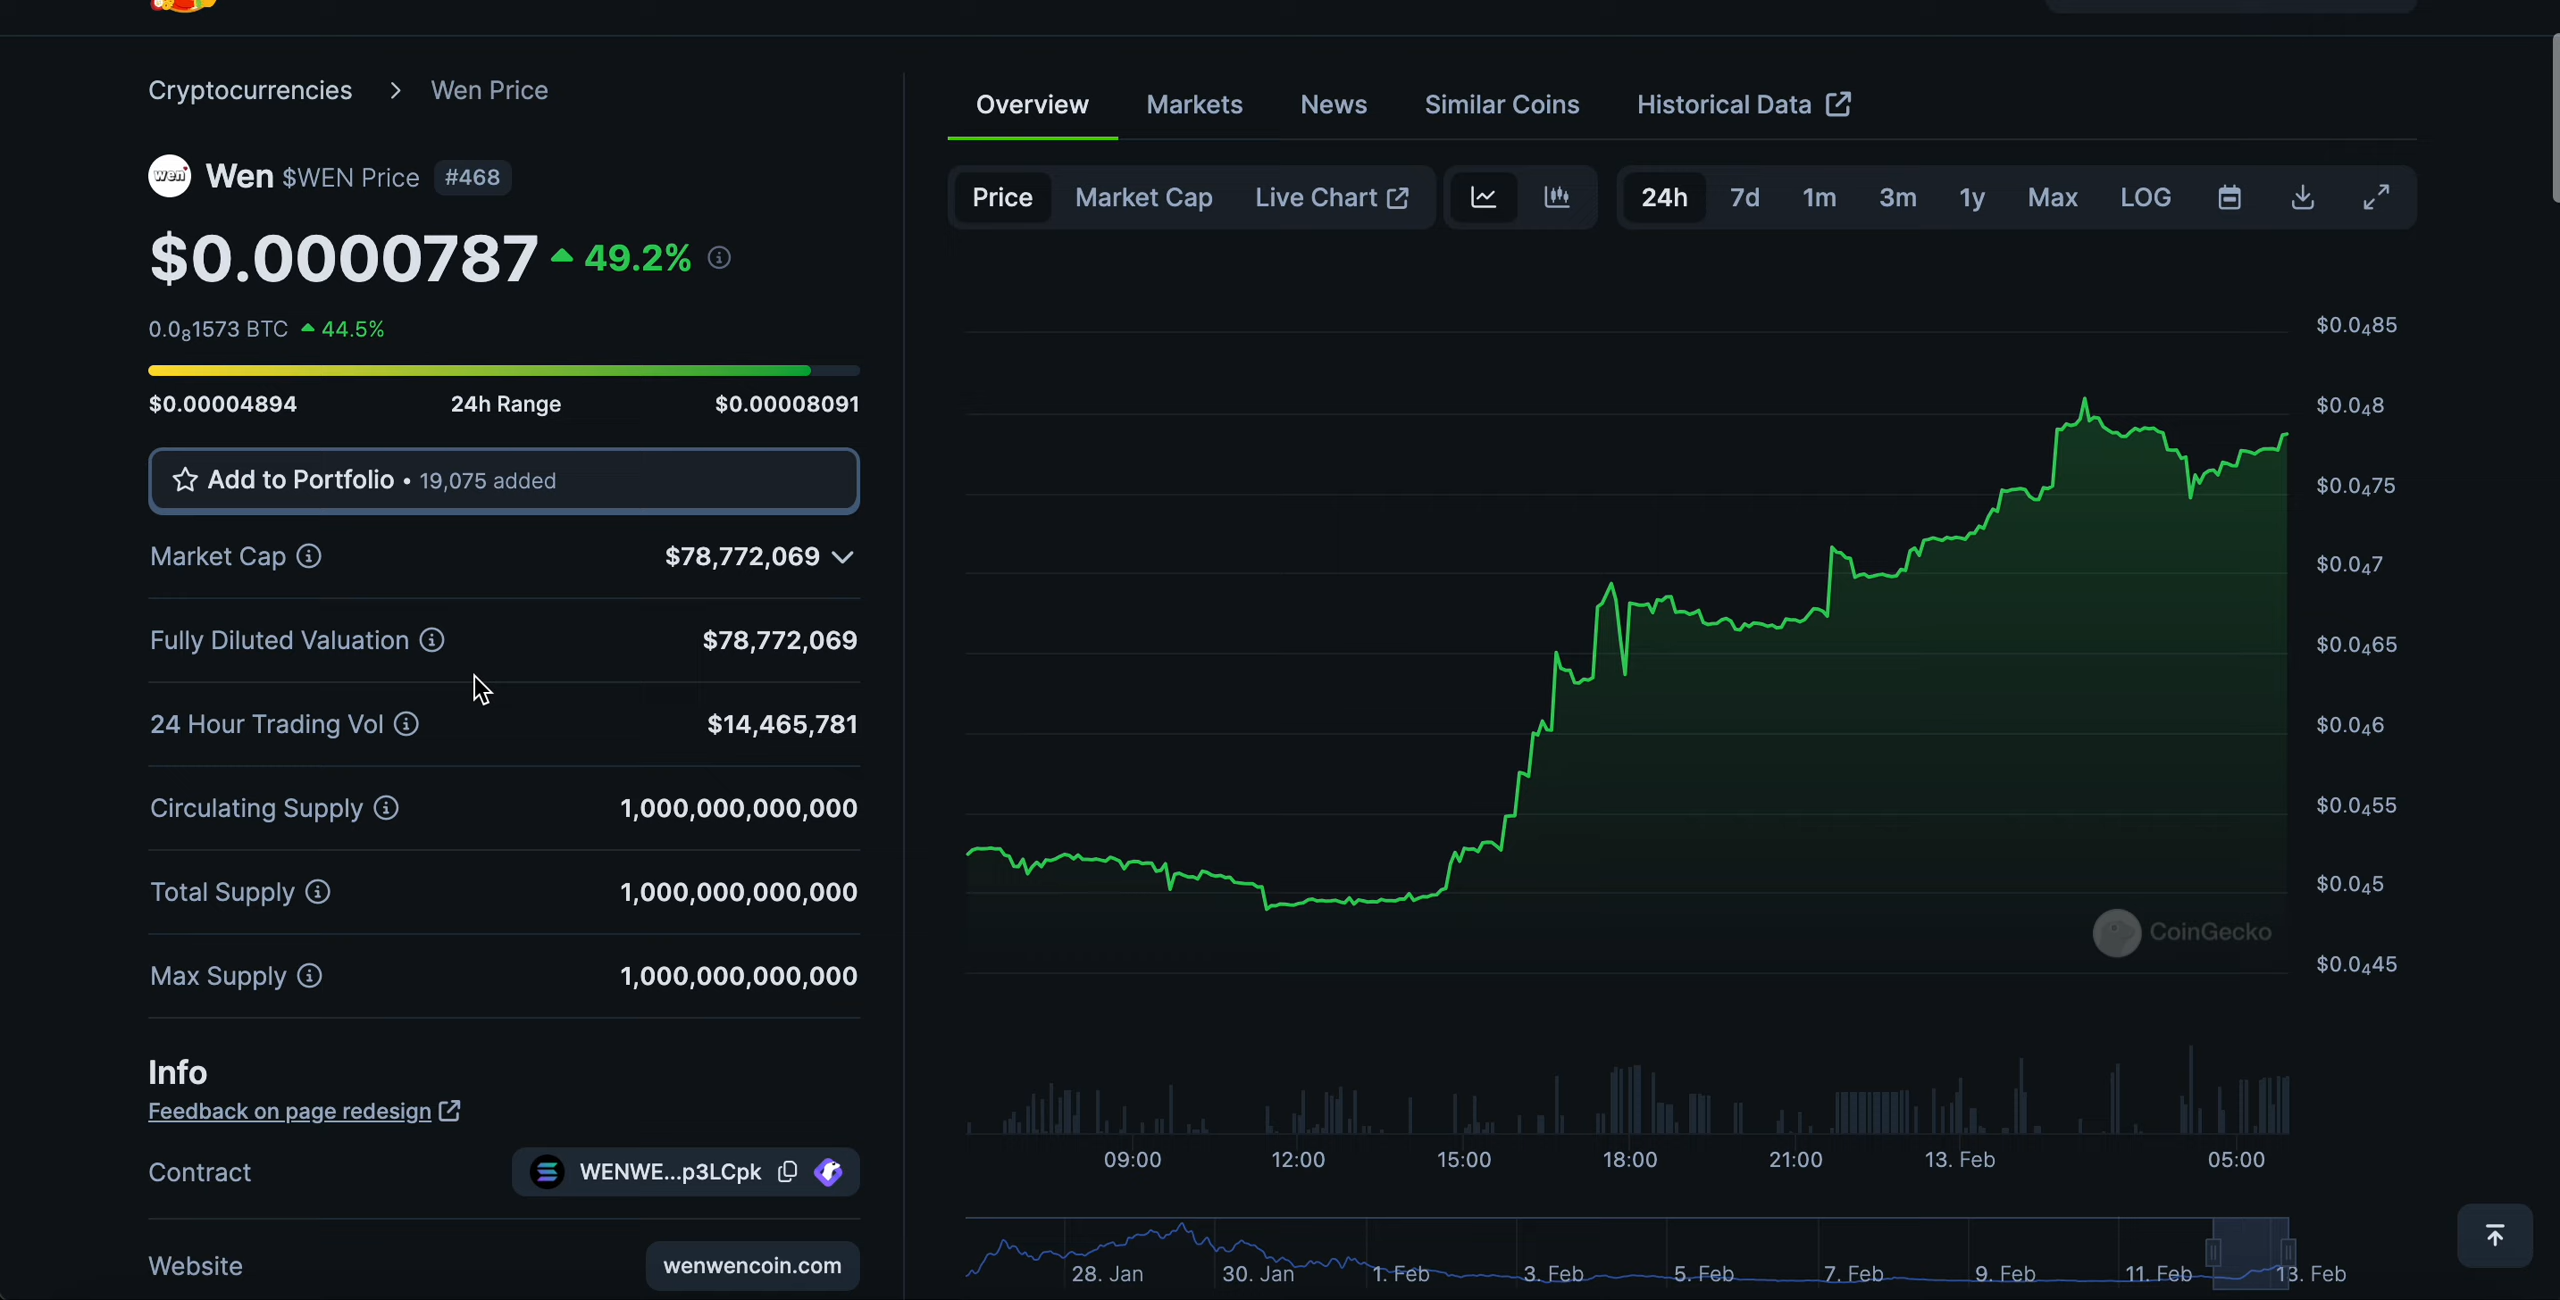 Cryptocurrencies > Wen Price
wen
Wen $WEN Price #468
$0.0000787 49.2%
0.0₈1573 BTC 44.5%
$0.00004894 24h Range $0.00008091
Add to Portfolio • 19,075 added
Market Cap $78,772,069
Fully Diluted Valuation $78,772,069
24 Hour Trading Vol $14,465,781
Circulating Supply 1,000,000,000,000
Total Supply 1,000,000,000,000
Max Supply 1,000,000,000,000
Info
Feedback on page redesign
Contract WENWE...p3LCpk
Website wenwencoin.com
Overview Markets News Similar Coins Historical Data
Price Market Cap Live Chart 24h 7d 1m 3m 1y Max LOG
$0.0₄85
$0.0₄8
$0.0₄75
$0.0₄7
$0.0₄65
$0.0₄6
$0.0₄55
$0.0₄5
$0.0₄45
CoinGecko
09:00 12:00 15:00 18:00 21:00 13. Feb 05:00
28. Jan 30. Jan 1. Feb 3. Feb 5. Feb 7. Feb 9. Feb 11. Feb 13. Feb